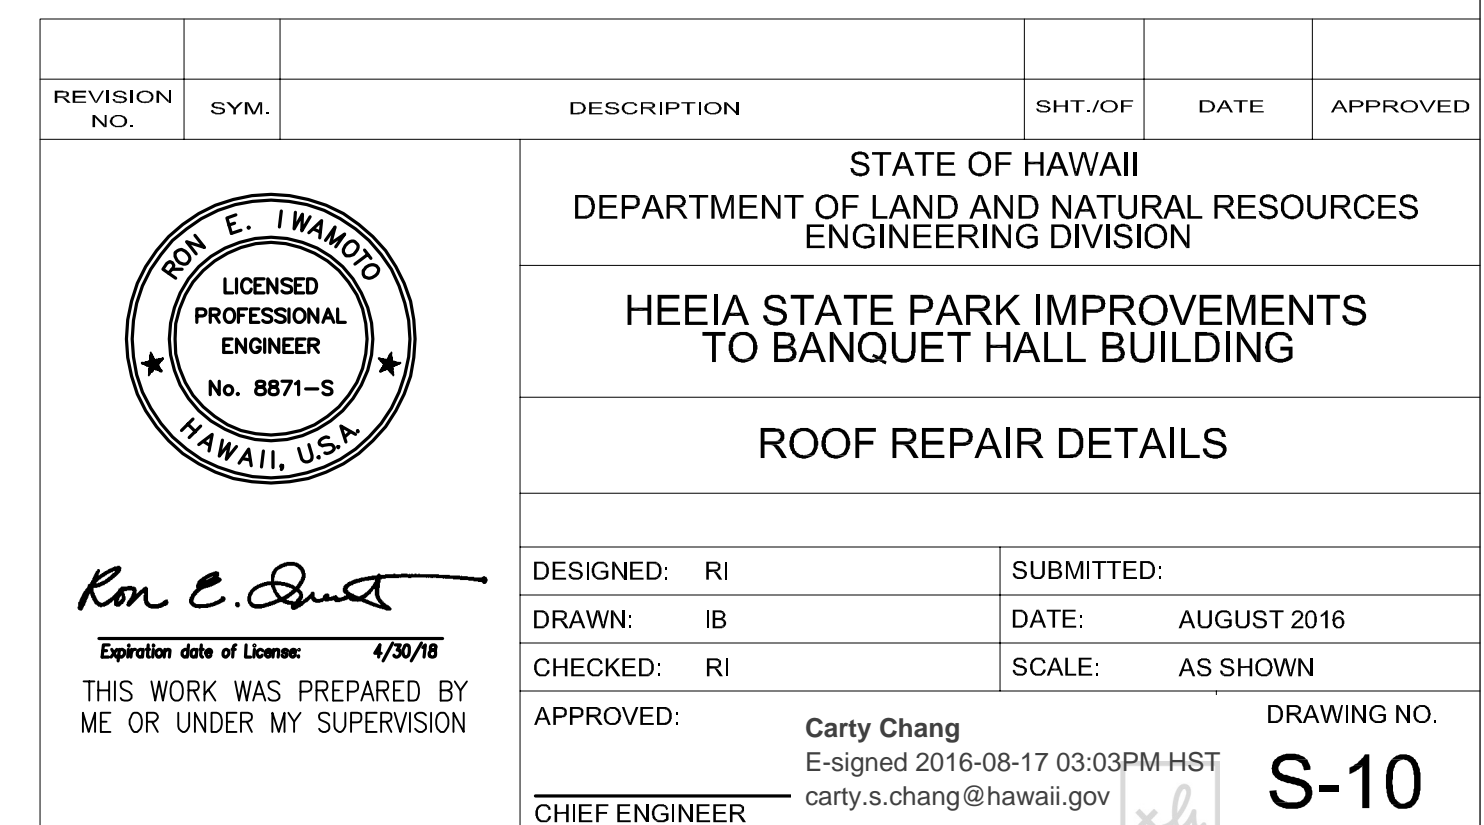 REVISION NO.
SYM.
DESCRIPTION
SHT./OF
DATE
APPROVED
RON E. IWAMOTO
LICENSED
PROFESSIONAL
ENGINEER
No. 8871-S
HAWAII, U.S.A.
Ron E.
Expiration date of License: 4/30/18
THIS WORK WAS PREPARED BY
ME OR UNDER MY SUPERVISION
STATE OF HAWAII
DEPARTMENT OF LAND AND NATURAL RESOURCES
ENGINEERING DIVISION
HEEIA STATE PARK IMPROVEMENTS
TO BANQUET HALL BUILDING
ROOF REPAIR DETAILS
DESIGNED: RI
SUBMITTED:
DRAWN: IB
DATE: AUGUST 2016
CHECKED: RI
SCALE: AS SHOWN
APPROVED:
Carty Chang
E-signed 2016-08-17 03:03PM HST
carty.s.chang@hawaii.gov
CHIEF ENGINEER
DRAWING NO.
S-10